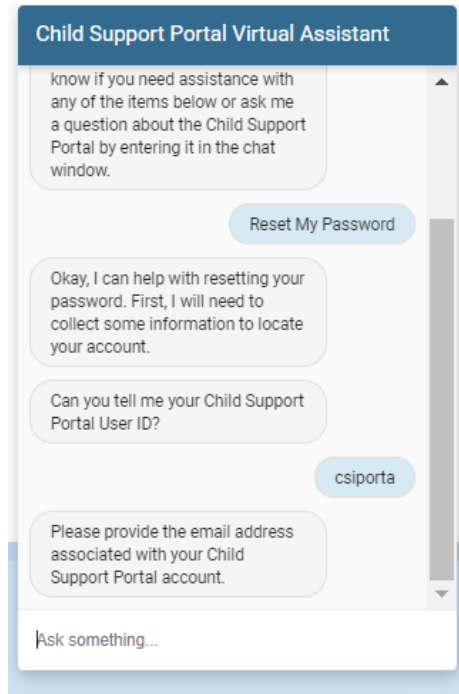 Child Support Portal Virtual Assistant
know if you need assistance with
any of the items below or ask me
a question about the Child Support
Portal by entering it in the chat
window.
Reset My Password
Okay, I can help with resetting your
password. First, I will need to
collect some information to locate
your account.
Can you tell me your Child Support
Portal User ID?
csiporta
Please provide the email address
associated with your Child
Support Portal account.
Ask something...